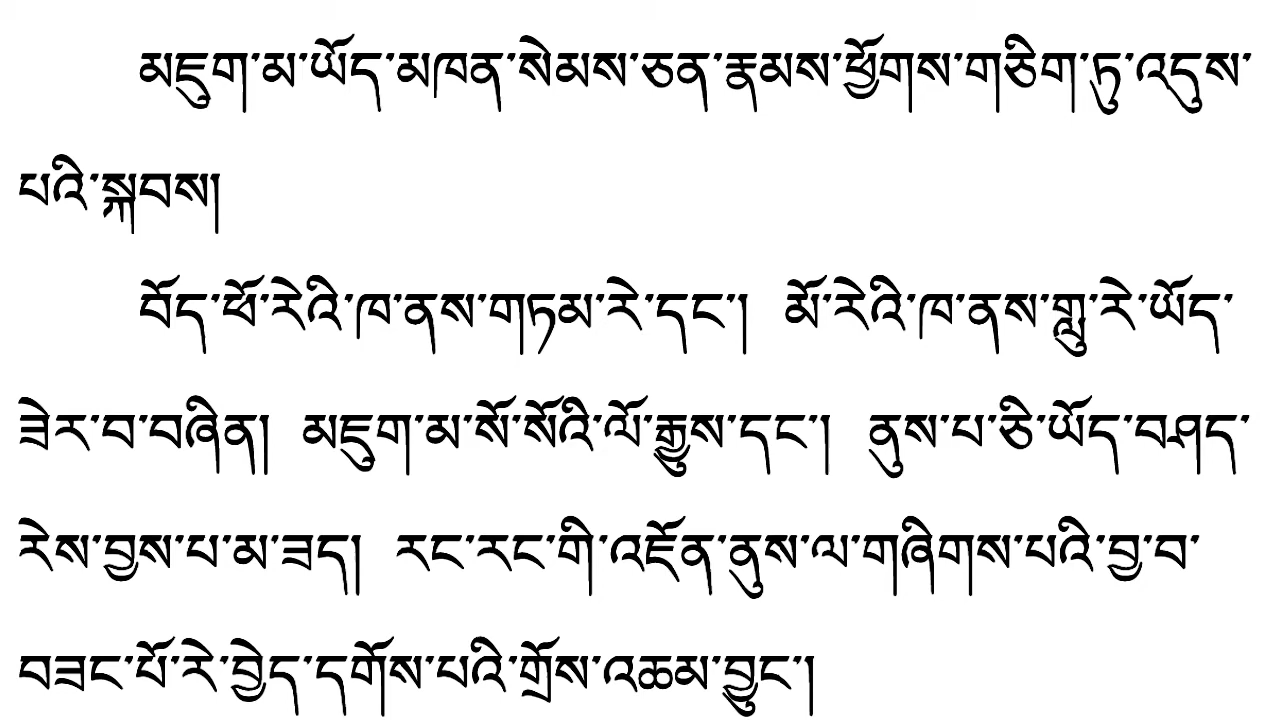 མཇུག་མ་ཡོད་མཁན་སེམས་ཅན་རྣམས་ཕྱོགས་གཅིག་ཏུ་འདུས་
པའི་སྐབས།
བོད་ཕོ་རེའི་ཁ་ནས་གཏམ་རེ་དང་། མོ་རེའི་ཁ་ནས་གླུ་རེ་ཡོད་
ཟེར་བ་བཞིན། མཇུག་མ་སོ་སོའི་ལོ་རྒྱུས་དང་། ནུས་པ་ཅི་ཡོད་བཤད་
རེས་བྱས་པ་མ་ཟད། རང་རང་གི་འཇོན་ནུས་ལ་གཞིགས་པའི་བྱ་བ་
བཟང་པོ་རེ་བྱེད་དགོས་པའི་གྲོས་འཆམ་བྱུང་།